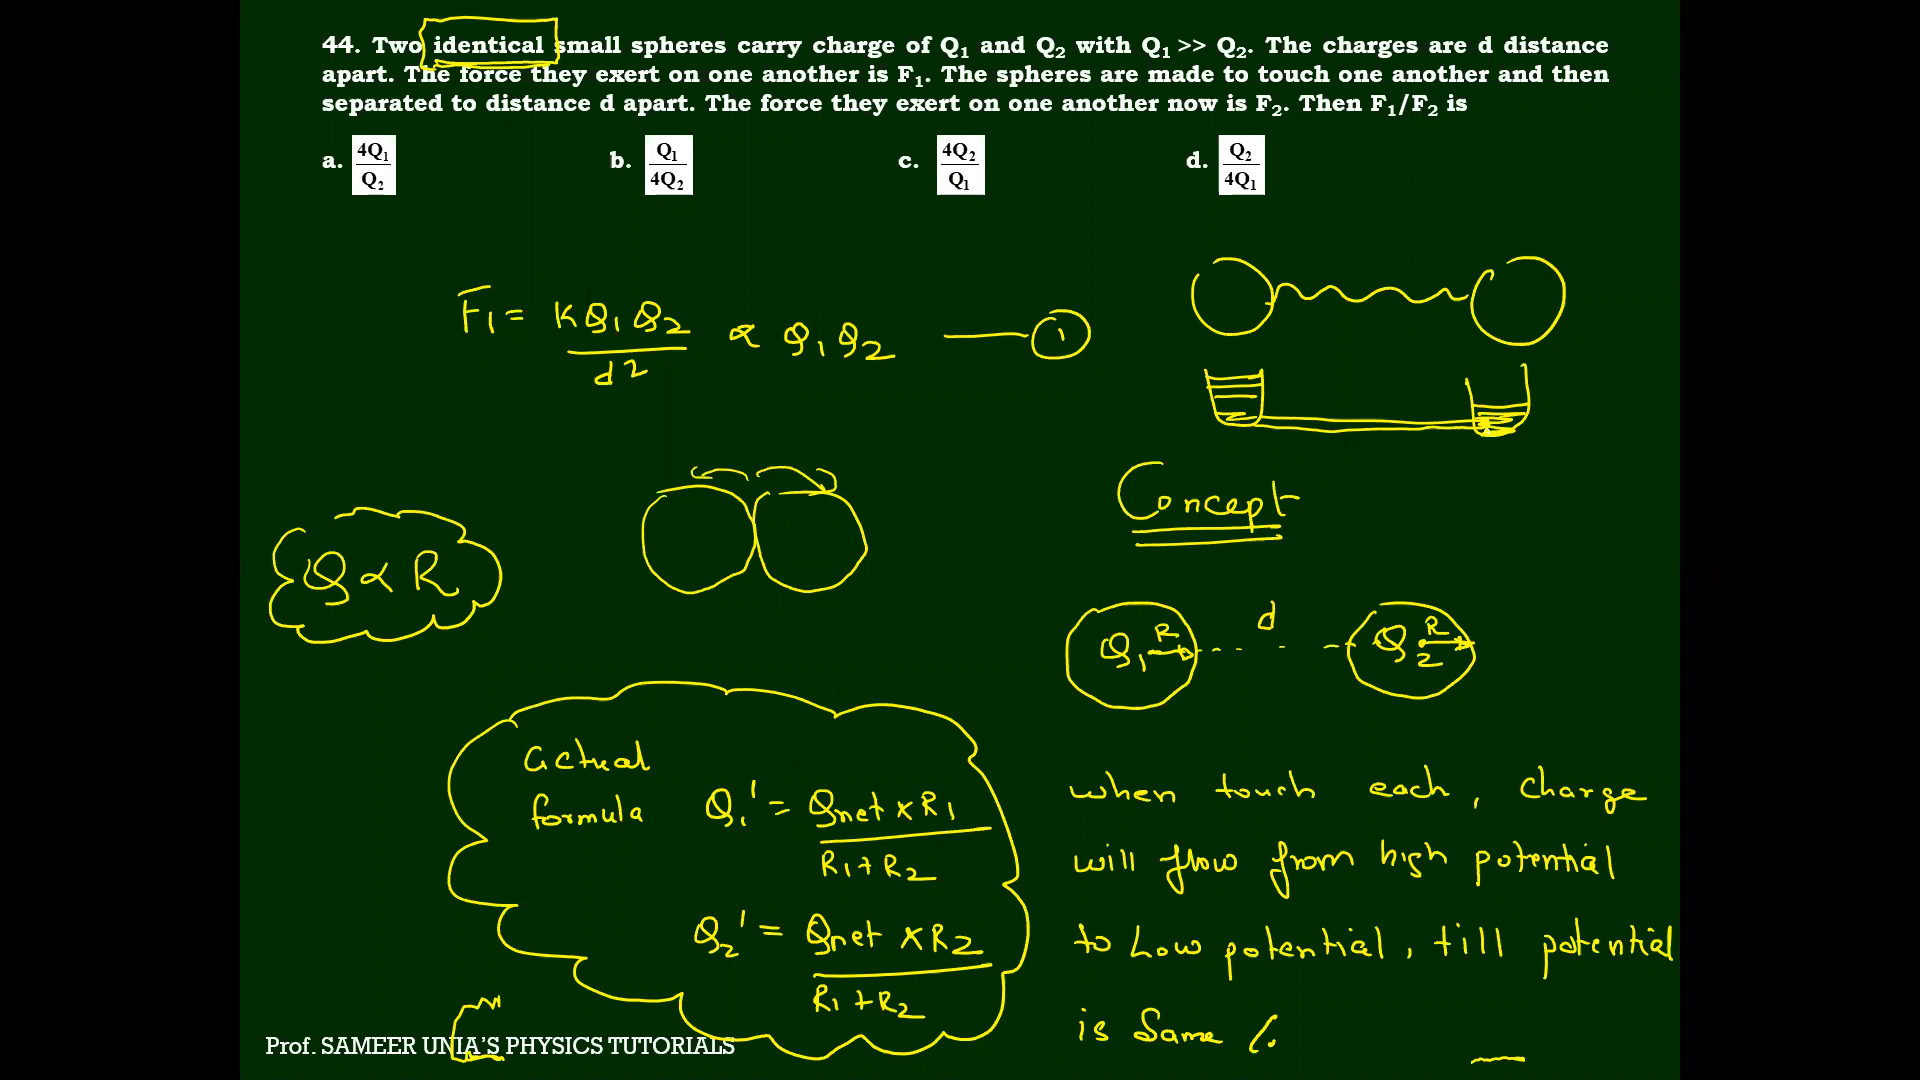 44. Two identical small spheres carry charge of Q₁ and Q₂ with Q₁ >> Q₂. The charges are d distance
apart. The force they exert on one another is F₁. The spheres are made to touch one another and then
separated to distance d apart. The force they exert on one another now is F₂. Then F₁/F₂ is
a. 4Q₁/Q₂ b. Q₁/4Q₂ c. 4Q₂/Q₁ d. Q₂/4Q₁
F₁ = KQ₁Q₂/d² ∝ Q₁Q₂ —— 1
Concept
Q ∝ R
Q₁ R d Q₂ R
actual
formula
Q₁' = Qnet × R₁/R₁+R₂
Q₂' = Qnet × R₂/R₁+R₂
when touch each, charge
will flow from high potential
to Low potential, till potential
is Same
Prof. SAMEER UNIA'S PHYSICS TUTORIALS